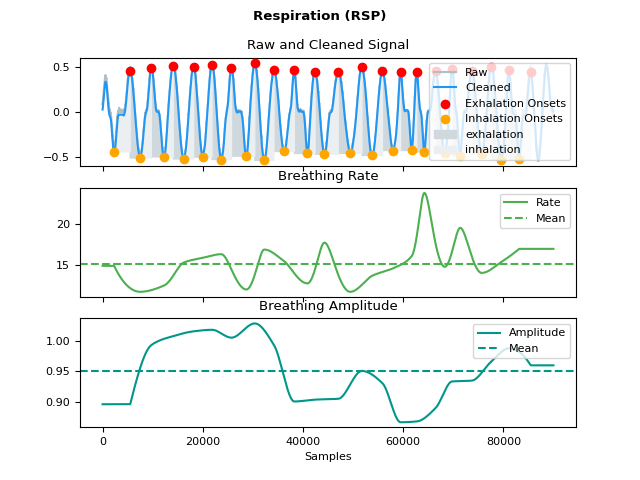 Respiration (RSP)
Raw and Cleaned Signal
0.5
0.0
−0.5
Raw
Cleaned
Exhalation Onsets
Inhalation Onsets
exhalation
inhalation
Breathing Rate
20
15
Rate
Mean
Breathing Amplitude
1.00
0.95
0.90
Amplitude
Mean
0 20000 40000 60000 80000
Samples